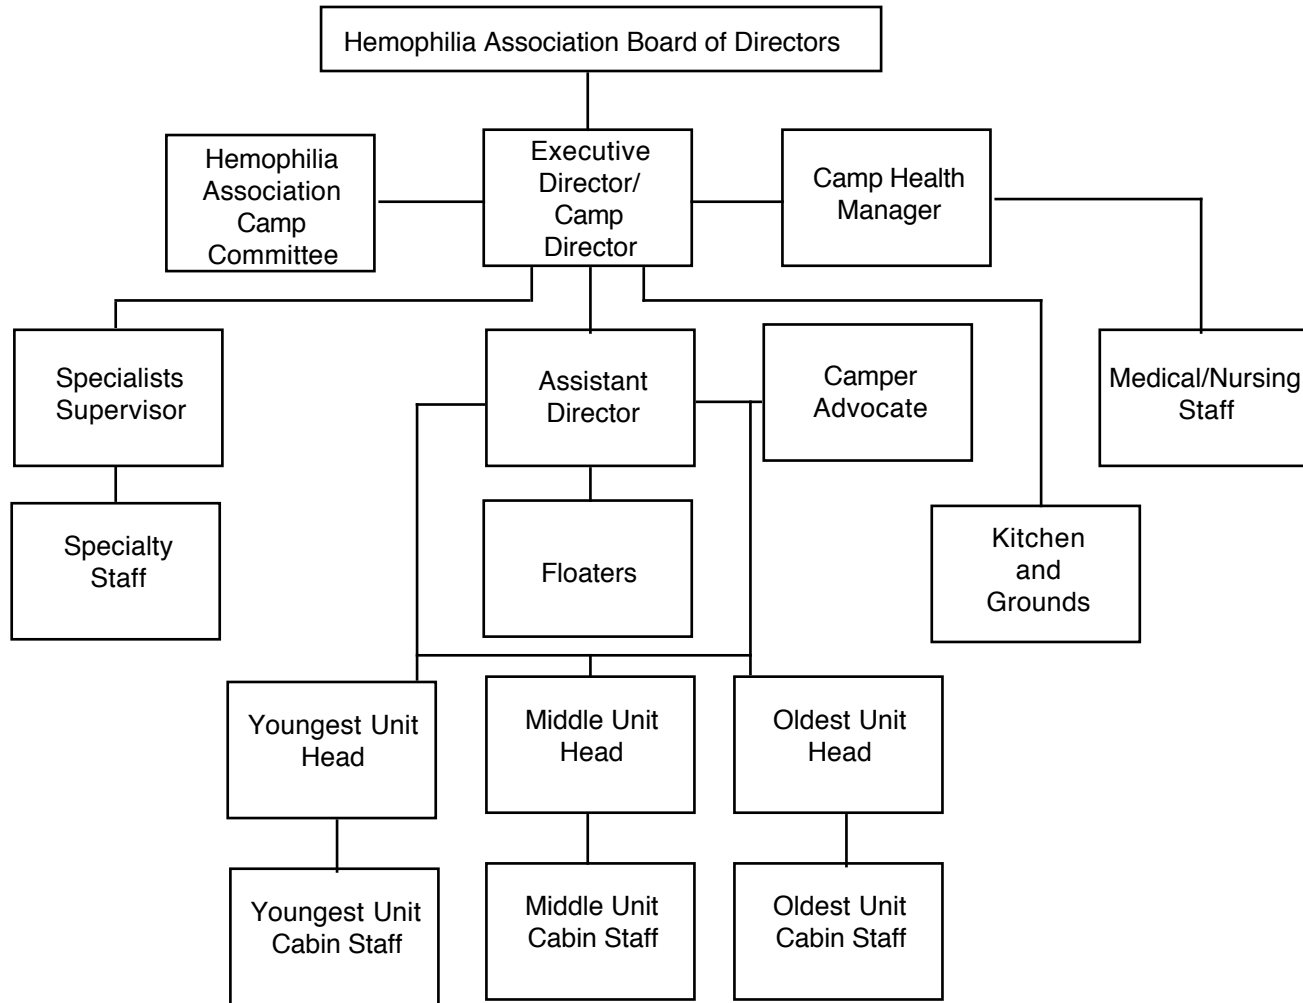 Hemophilia Association Board of Directors
Hemophilia
Association
Camp
Committee
Executive
Director/
Camp
Director
Camp Health
Manager
Specialists
Supervisor
Assistant
Director
Camper
Advocate
Medical/Nursing
Staff
Specialty
Staff
Floaters
Kitchen
and
Grounds
Youngest Unit
Head
Middle Unit
Head
Oldest Unit
Head
Youngest Unit
Cabin Staff
Middle Unit
Cabin Staff
Oldest Unit
Cabin Staff